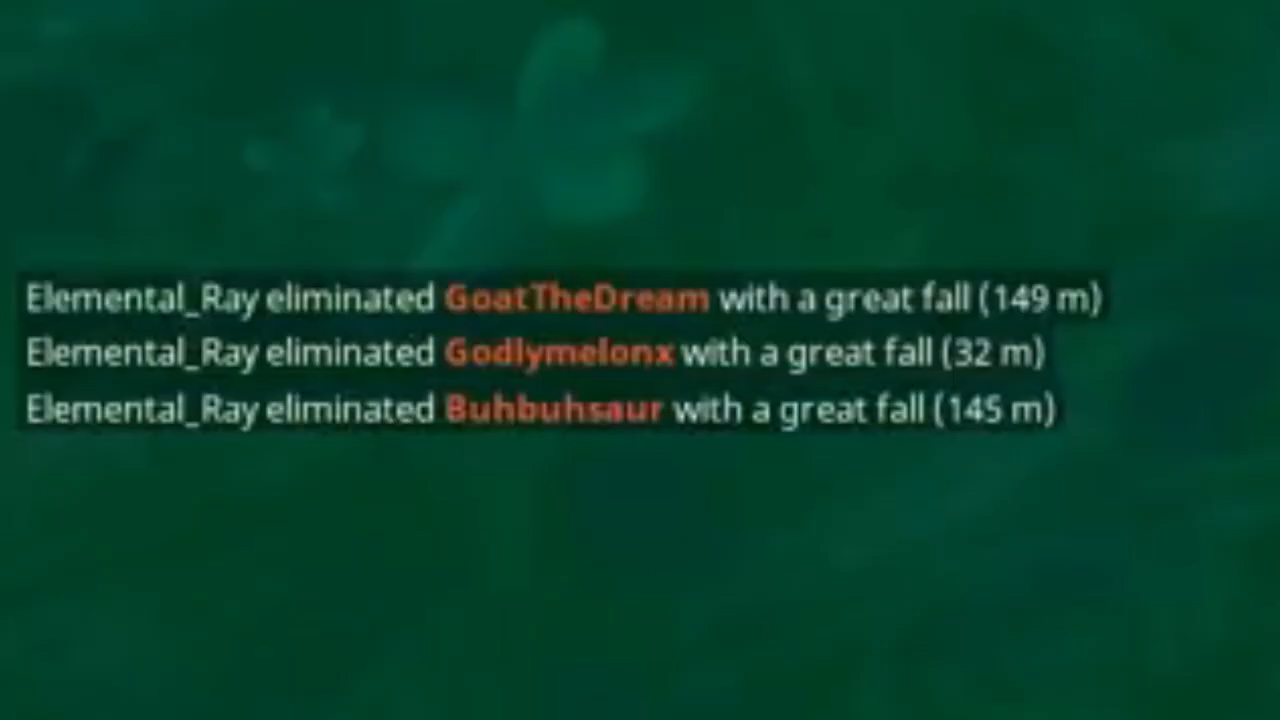 Elemental_Ray eliminated GoatTheDream with a great fall (149 m)
Elemental_Ray eliminated Godlymelonx with a great fall (32 m)
Elemental_Ray eliminated Buhbuhsaur with a great fall (145 m)